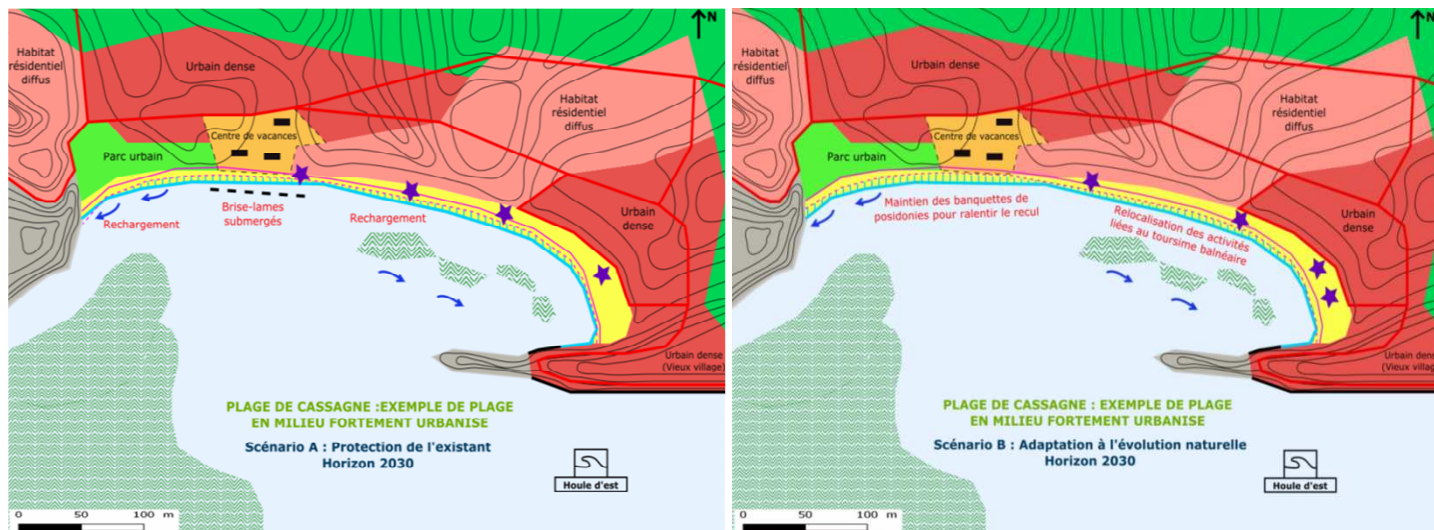 N
Habitat
résidentiel
diffus
Urbain dense
Habitat
résidentiel
diffus
Centre de vacances
Parc urbain
Urbain
dense
Rechargement
Brise-lames
submergés
Rechargement
Urbain dense
(Vieux village)
PLAGE DE CASSAGNE :EXEMPLE DE PLAGE
EN MILIEU FORTEMENT URBANISE
Scénario A : Protection de l'existant
Horizon 2030
Houle d'est
0 50 100 m
N
Habitat
résidentiel
diffus
Urbain dense
Habitat
résidentiel
diffus
Centre de vacances
Parc urbain
Urbain
dense
Maintien des banquettes de
posidonies pour ralentir le recul
Relocalisation des activités
liées au toursime balnéaire
Urbain dense
(Vieux village)
PLAGE DE CASSAGNE : EXEMPLE DE PLAGE
EN MILIEU FORTEMENT URBANISE
Scénario B : Adaptation à l'évolution naturelle
Horizon 2030
Houle d'est
0 50 100 m